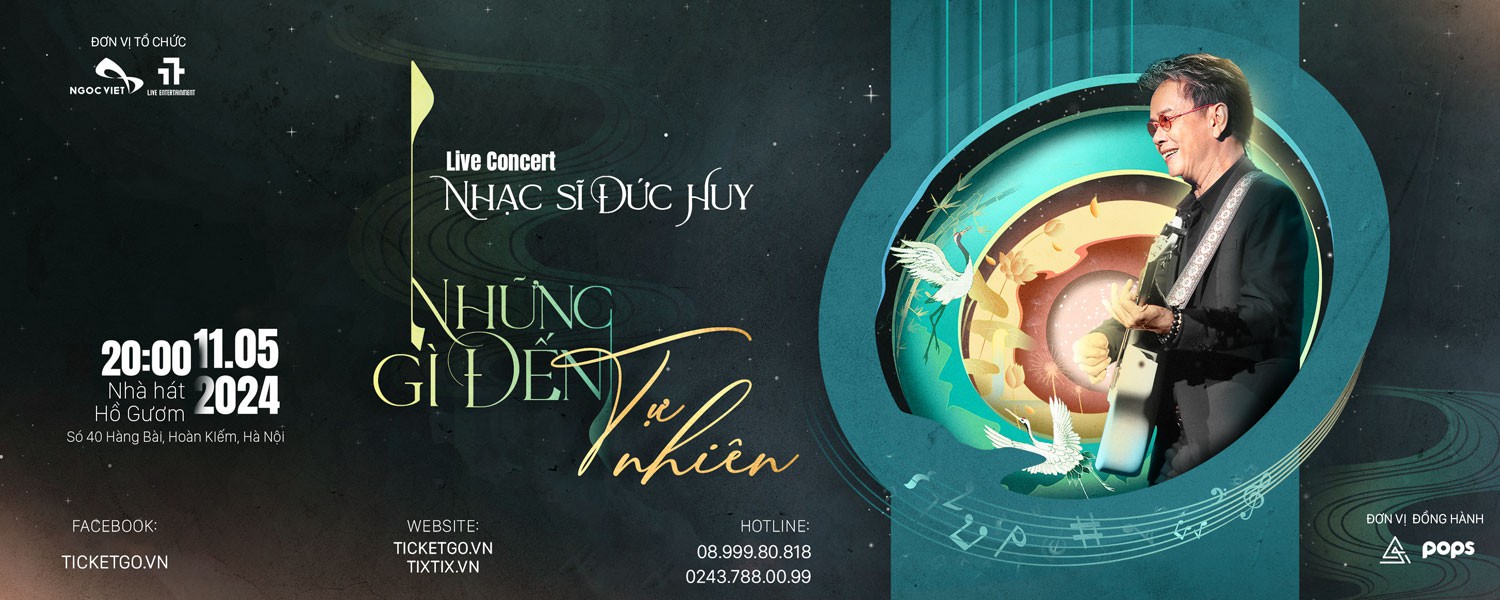 ĐƠN VỊ TỔ CHỨC
NGOC VIET
LIVE ENTERTAINMENT
Live Concert
NHẠC SĨ ĐỨC HUY
NHỮNG
GÌ ĐẾN
Tự
nhiên
20:00 11.05
2024
Nhà hát
Hồ Gươm
Số 40 Hàng Bài, Hoàn KIếm, Hà Nội
FACEBOOK:
TICKETGO.VN
WEBSITE:
TICKETGO.VN
TIXTIX.VN
HOTLINE:
08.999.80.818
0243.788.00.99
ĐƠN VỊ ĐỒNG HÀNH
POPS